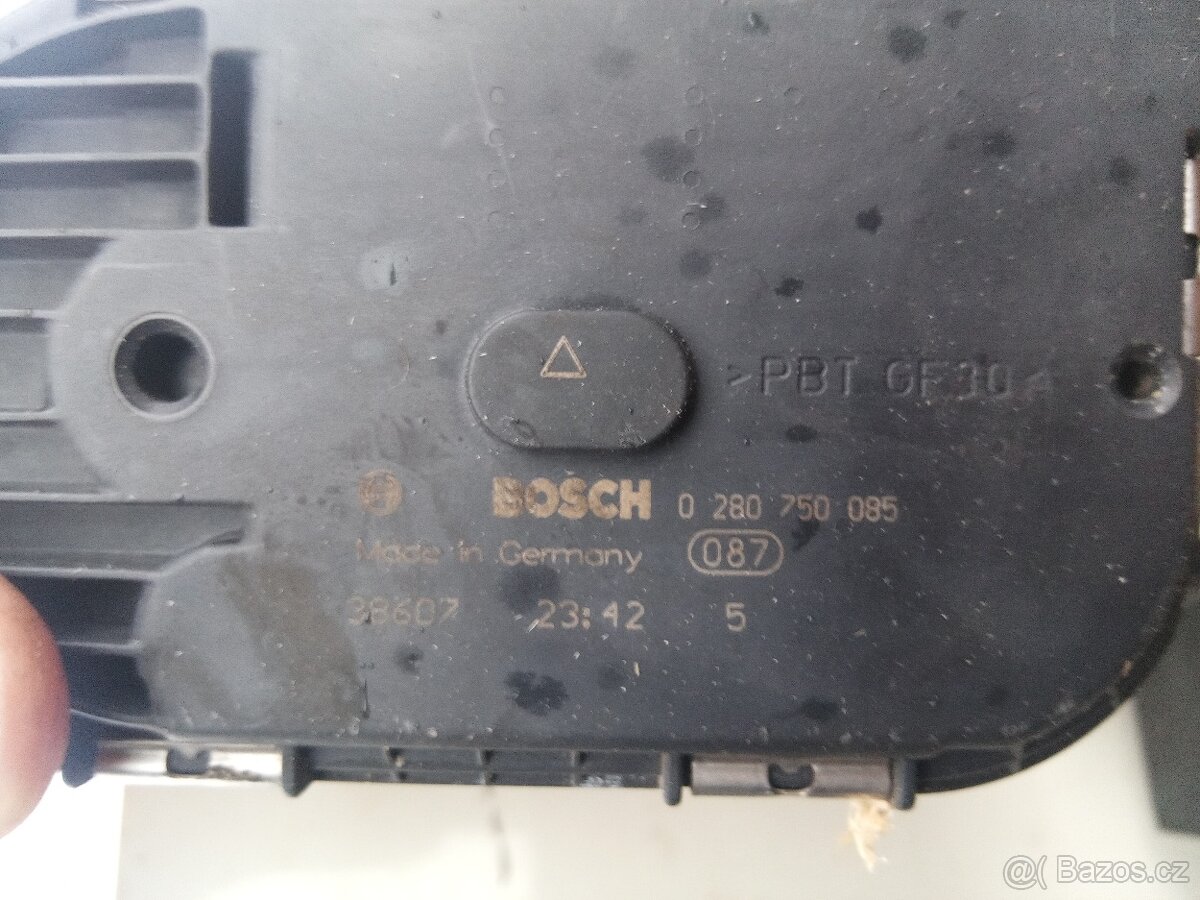 >PBT GF30<
BOSCH 0 280 750 085
Made in Germany 087
38607 23:42 5
@( Bazos.cz